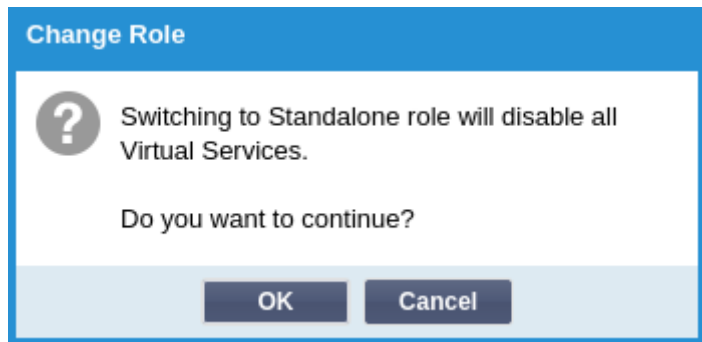 Change Role
Switching to Standalone role will disable all
Virtual Services.
Do you want to continue?
OK
Cancel